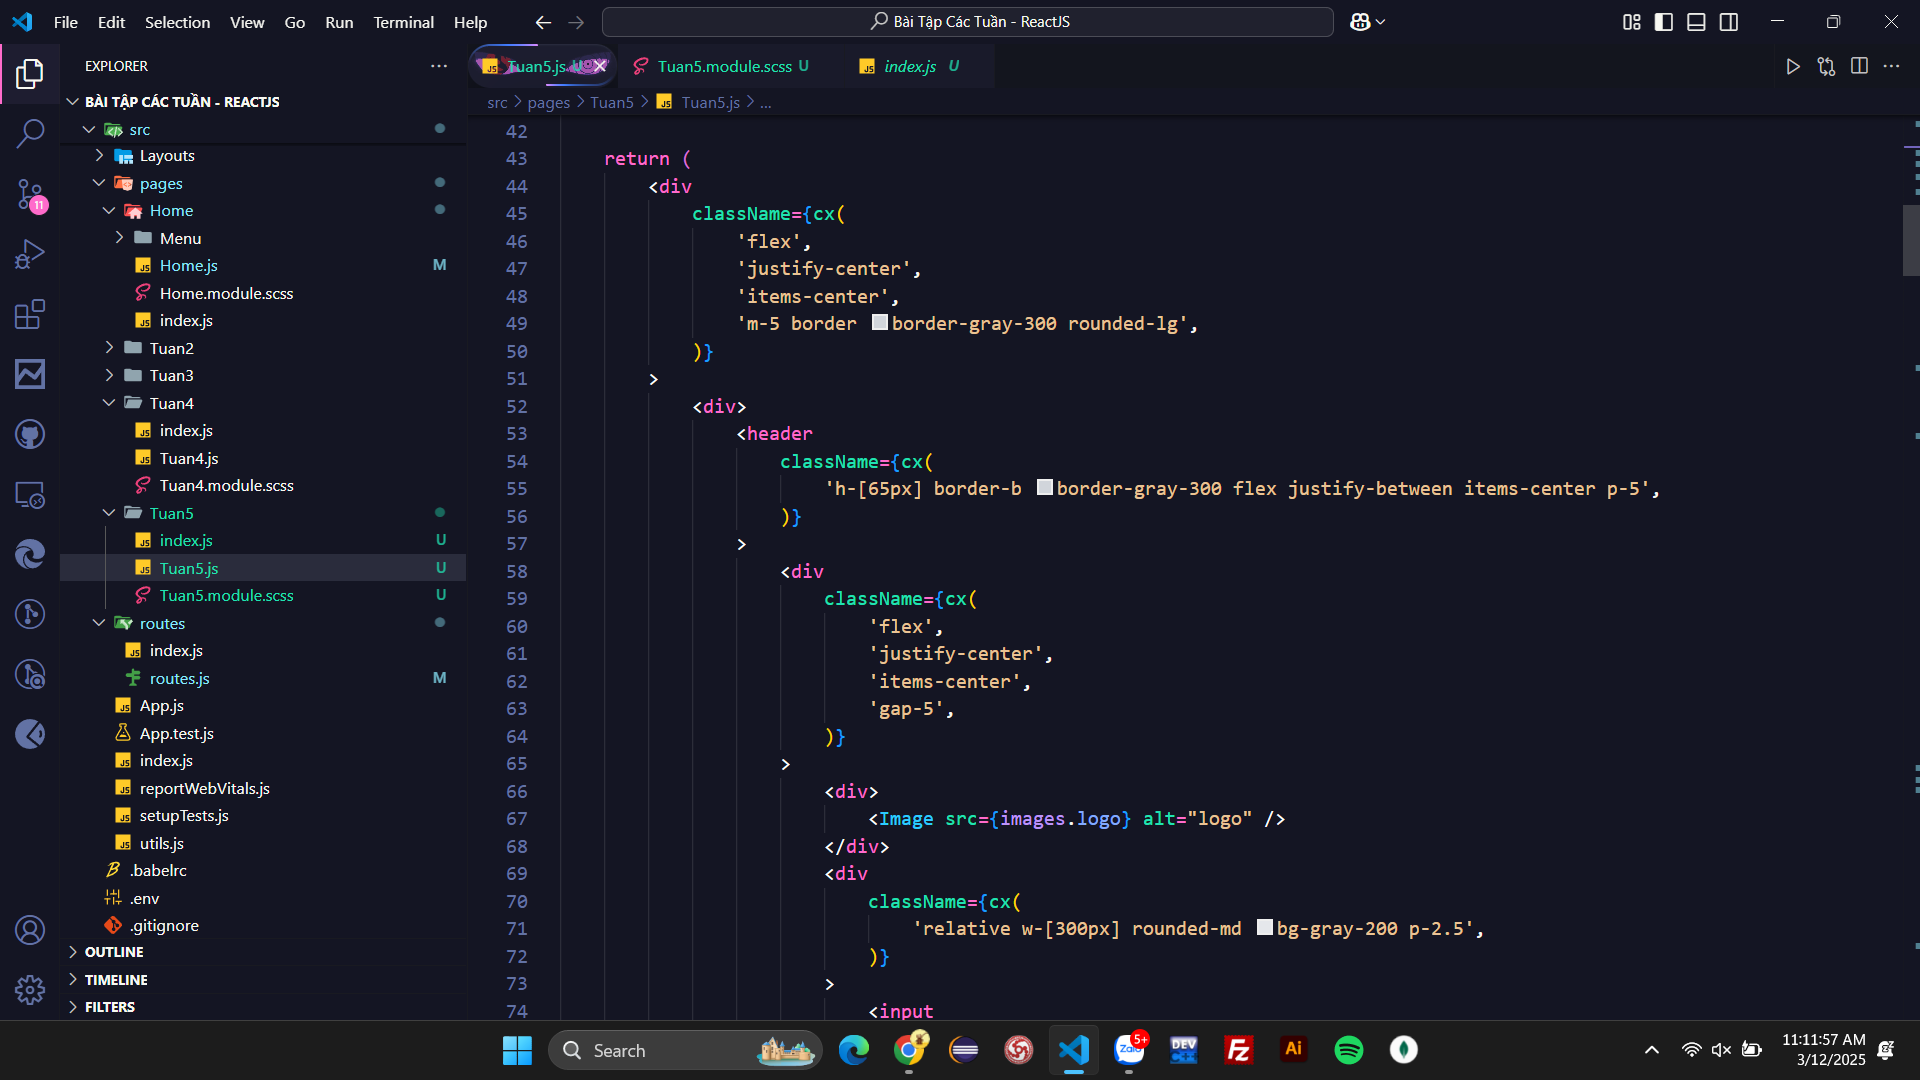 File Edit Selection View Go Run Terminal Help
Bài Tập Các Tuần - ReactJS
EXPLORER
BÀI TẬP CÁC TUẦN - REACTJS
src
Layouts
pages
Home
Menu
Home.js M
Home.module.scss
index.js
Tuan2
Tuan3
Tuan4
index.js
Tuan4.js
Tuan4.module.scss
Tuan5
index.js U
Tuan5.js U
Tuan5.module.scss U
routes
index.js
routes.js M
App.js
App.test.js
index.js
reportWebVitals.js
setupTests.js
utils.js
.babelrc
.env
.gitignore
OUTLINE
TIMELINE
FILTERS
11
Tuan5.js U
Tuan5.module.scss U
index.js U
src > pages > Tuan5 > Tuan5.js > ...
42
43 return (
44 <div
45 className={cx(
46 'flex',
47 'justify-center',
48 'items-center',
49 'm-5 border border-gray-300 rounded-lg',
50 )}
51 >
52 <div>
53 <header
54 className={cx(
55 'h-[65px] border-b border-gray-300 flex justify-between items-center p-5',
56 )}
57 >
58 <div
59 className={cx(
60 'flex',
61 'justify-center',
62 'items-center',
63 'gap-5',
64 )}
65 >
66 <div>
67 <Image src={images.logo} alt="logo" />
68 </div>
69 <div
70 className={cx(
71 'relative w-[300px] rounded-md bg-gray-200 p-2.5',
72 )}
73 >
74 <input
Search
Zalo
5+
DEV
C++
Fz
Ai
11:11:57 AM
3/12/2025